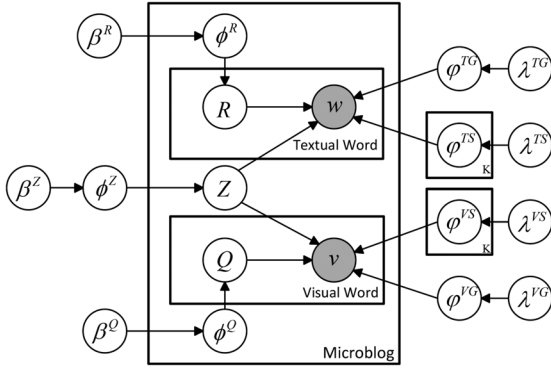 β^R
ϕ^R
φ^TG
λ^TG
R
w
Textual Word
φ^TS
K
λ^TS
β^Z
ϕ^Z
Z
φ^VS
K
λ^VS
Q
v
Visual Word
φ^VG
λ^VG
β^Q
ϕ^Q
Microblog